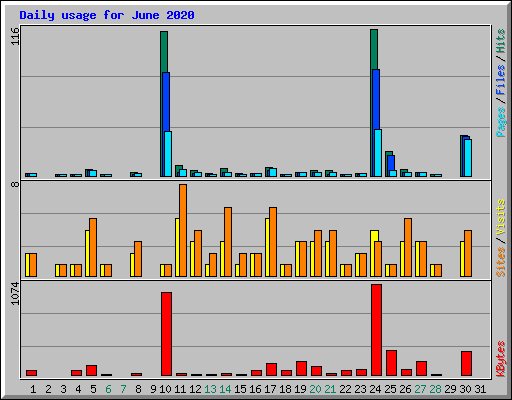 Daily usage for June 2020
116
Pages / Files / Hits
8
Sites / Visits
1074
KBytes
1 2 3 4 5 6 7 8 9 10 11 12 13 14 15 16 17 18 19 20 21 22 23 24 25 26 27 28 29 30 31